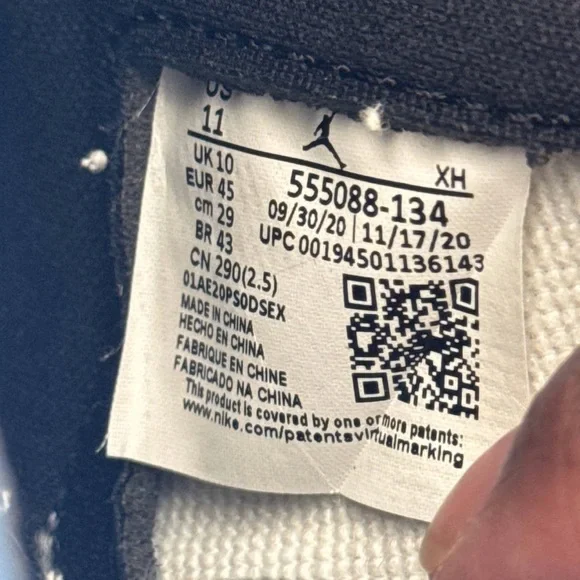 US
11
UK 10
EUR 45
cm 29
BR 43
CN 290(2.5)
01AE20PSODSEX
XH
555088-134
09/30/20 | 11/17/20
UPC 00194501136143
MADE IN CHINA
HECHO EN CHINA
FABRIQUE EN CHINE
FABRICADO NA CHINA
This product is covered by one or more patents:
www.nike.com/patentsvirtualmarking